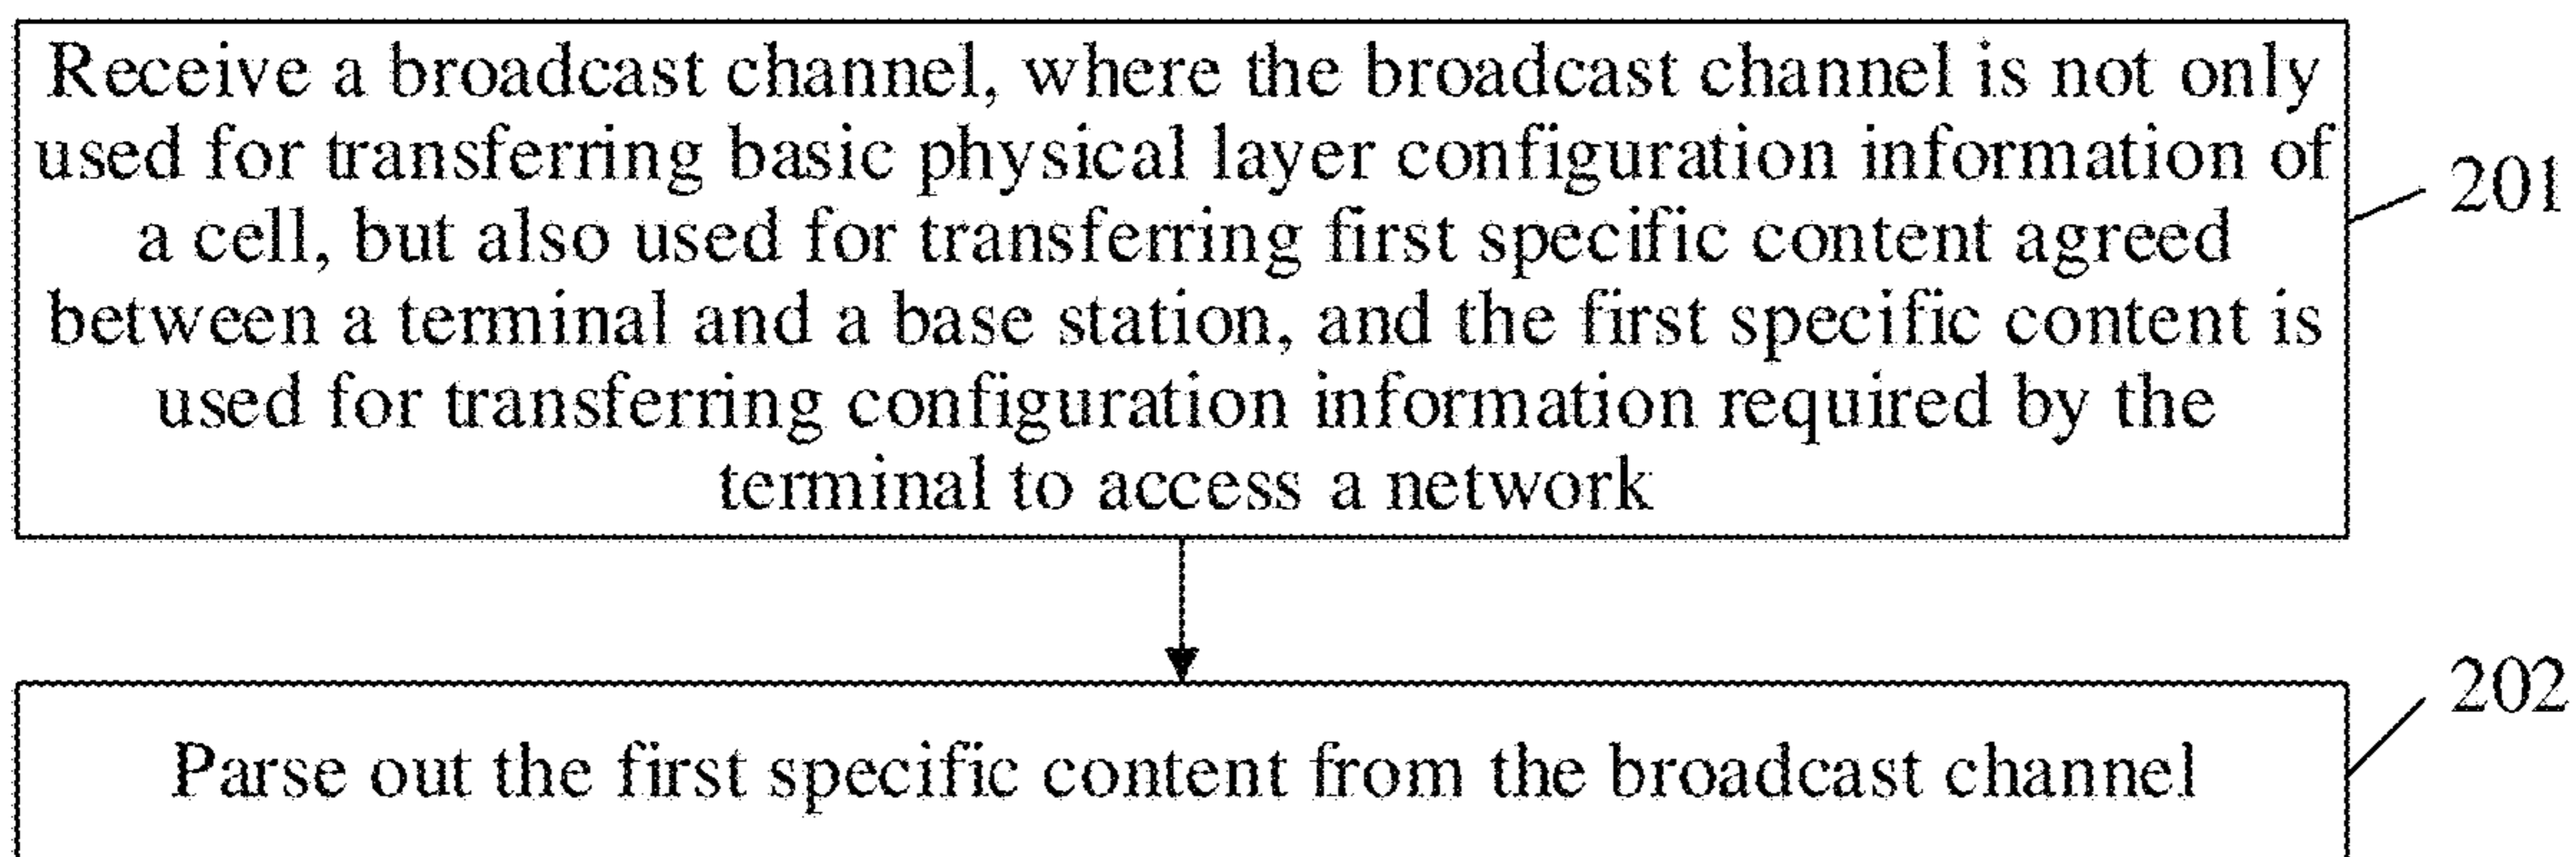 Receive a broadcast channel, where the broadcast channel is not only
used for transferring basic physical layer configuration information of
a cell, but also used for transferring first specific content agreed
between a terminal and a base station, and the first specific content is
used for transferring configuration information required by the
terminal to access a network
201
202
Parse out the first specific content from the broadcast channel